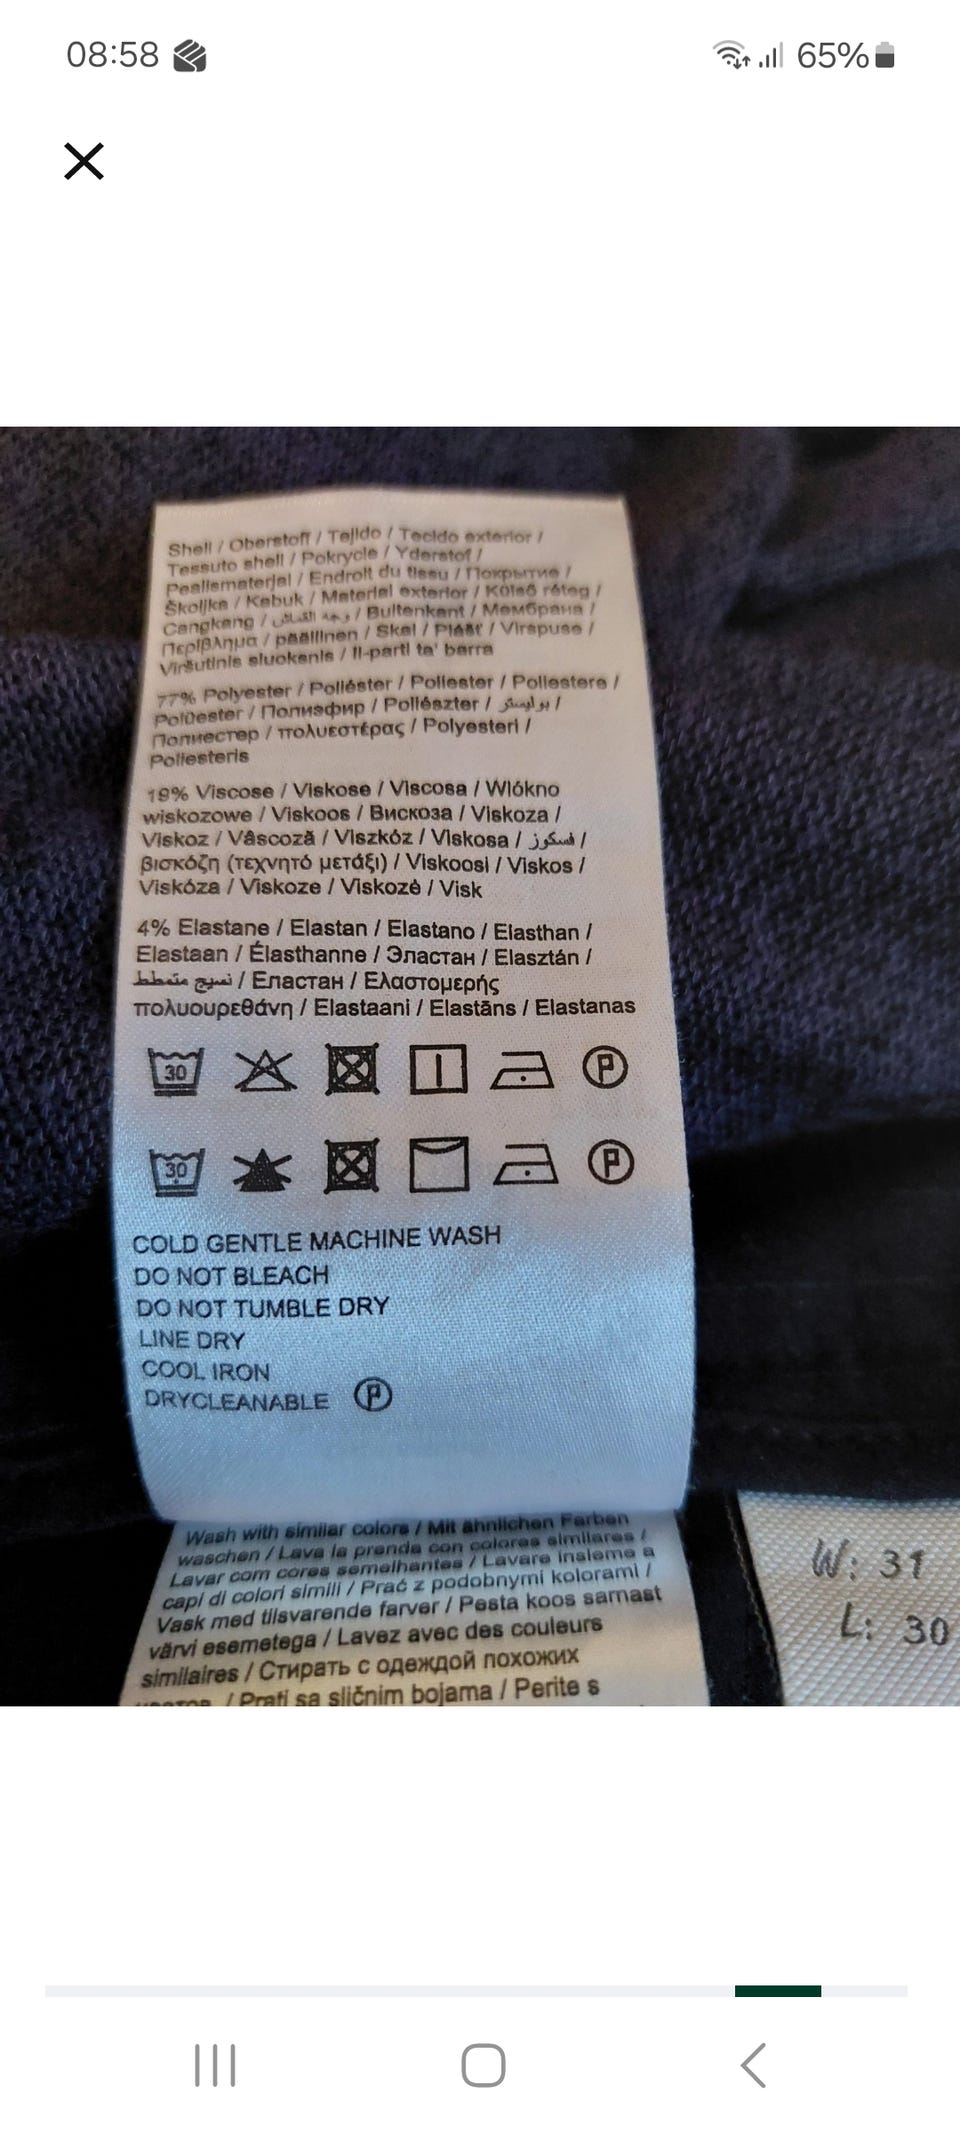 08:58
65%
Shell / Oberstoff / Tejido / Tecido exterior /
Tessuto shell / Pokrycie / Yderstof /
Pealismaterjal / Endroit du tissu / Покрытие /
Školjka / Kabuk / Material exterior / Külső réteg /
Cangkang / وجه القماش / Buitenkant / Мембрана /
Περίβλημα / päällinen / Skal / Plášť / Virspuse /
Viršutinis sluoksnis / Il-parti ta' barra
77% Polyester / Poliéster / Poliester / Poliestere /
Polüester / Полиэфир / Poliészter / بوليستر /
Полиестер / πολυεστέρας / Polyesteri /
Poliesteris
19% Viscose / Viskose / Viscosa / Wlókno
wiskozowe / Viskoos / Вискоза / Viskoza /
Viskoz / Vâscoză / Viszkóz / Viskosa / فسكوز /
βισκόζη (τεχνητό μετάξι) / Viskoosi / Viskos /
Viskóza / Viskoze / Viskozė / Visk
4% Elastane / Elastan / Elastano / Elasthan /
Elastaan / Élasthanne / Эластан / Elasztán /
نسيج متمطط / Еластан / Ελαστομερής
πολυουρεθάνη / Elastaani / Elastāns / Elastanas
30 P
30 P
COLD GENTLE MACHINE WASH
DO NOT BLEACH
DO NOT TUMBLE DRY
LINE DRY
COOL IRON
DRYCLEANABLE P
Wash with similar colors / Mit ähnlichen Farben
waschen / Lava la prenda con colores similares /
Lavar com cores semelhantes / Lavare insieme a
capi di colori simili / Prać z podobnymi kolorami /
Vask med tilsvarende farver / Pesta koos samast
värvi esemetega / Lavez avec des couleurs
similaires / Стирать с одеждой похожих
цветов / Prati sa sličnim bojama / Perite s
W: 31
L: 30